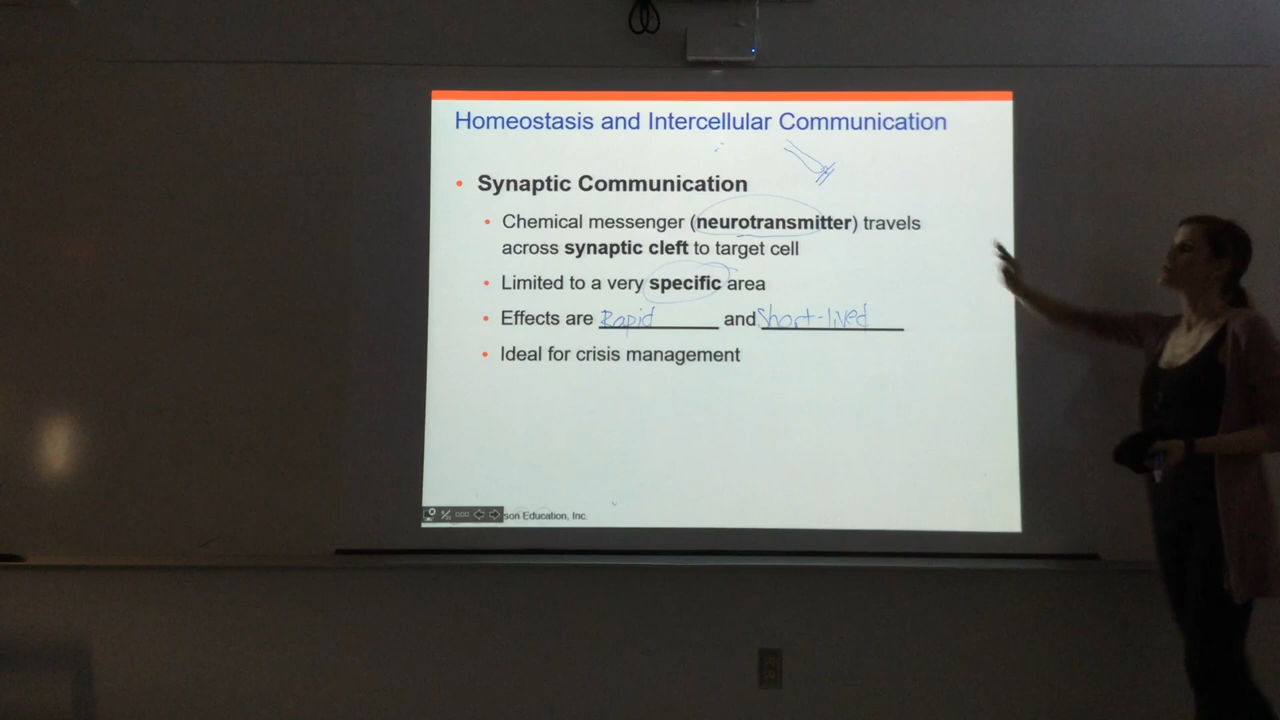 Homeostasis and Intercellular Communication
• Synaptic Communication
• Chemical messenger (neurotransmitter) travels
across synaptic cleft to target cell
• Limited to a very specific area
• Effects are Rapid and Short-lived
• Ideal for crisis management
son Education, Inc.